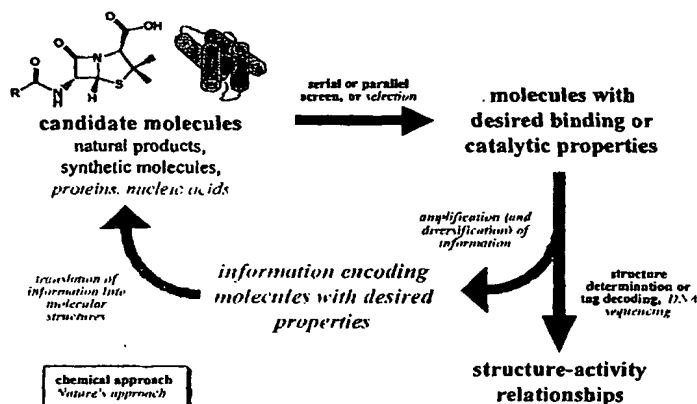 O
OH
O
H
N
O
R
N
H
H
S
candidate molecules
natural products,
synthetic molecules,
proteins, nucleic acids
serial or parallel
screen, or selection
molecules with
desired binding or
catalytic properties
amplification (and
diversification) of
information
translation of
information into
molecular
structures
information encoding
molecules with desired
properties
structure
determination or
tag decoding, DNA
sequencing
structure-activity
relationships
chemical approach
Nature's approach